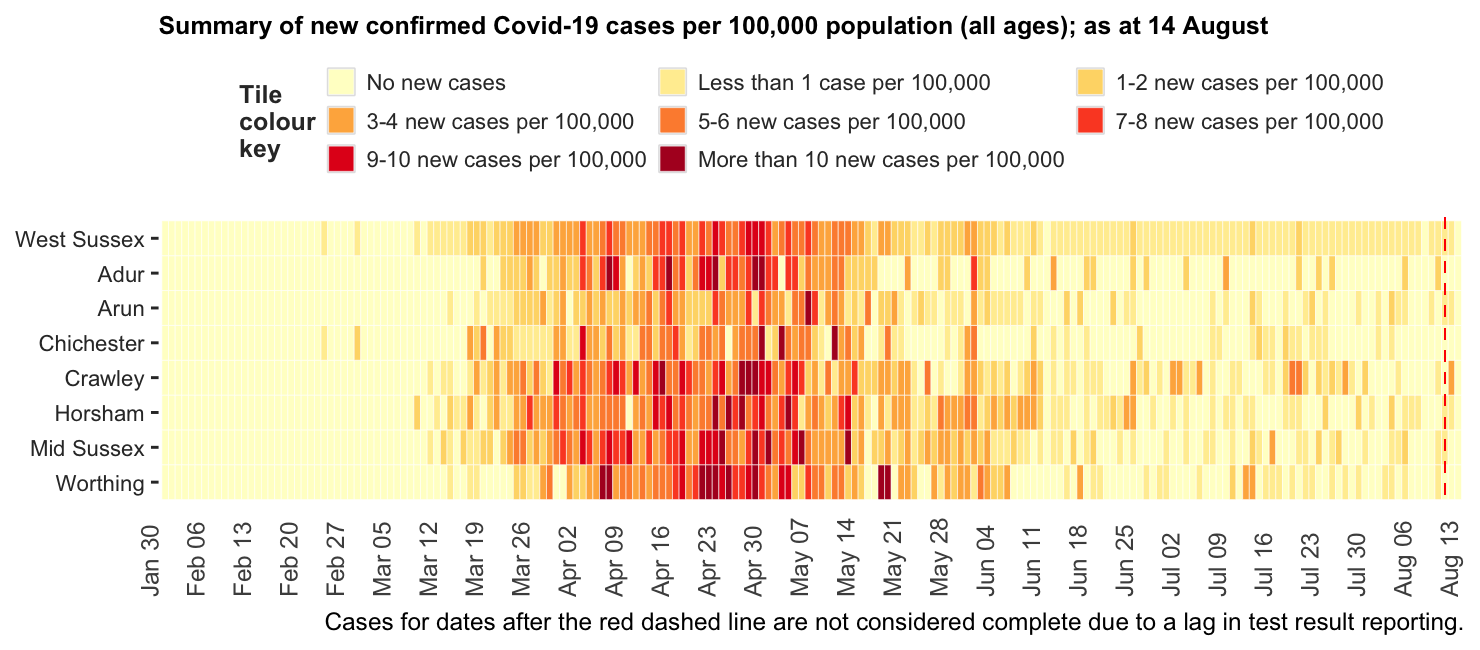 Summary of new confirmed Covid-19 cases per 100,000 population (all ages); as at 14 August
Tile
colour
key
No new cases
Less than 1 case per 100,000
1-2 new cases per 100,000
3-4 new cases per 100,000
5-6 new cases per 100,000
7-8 new cases per 100,000
9-10 new cases per 100,000
More than 10 new cases per 100,000
West Sussex
Adur
Arun
Chichester
Crawley
Horsham
Mid Sussex
Worthing
Jan 30
Feb 06
Feb 13
Feb 20
Feb 27
Mar 05
Mar 12
Mar 19
Mar 26
Apr 02
Apr 09
Apr 16
Apr 23
Apr 30
May 07
May 14
May 21
May 28
Jun 04
Jun 11
Jun 18
Jun 25
Jul 02
Jul 09
Jul 16
Jul 23
Jul 30
Aug 06
Aug 13
Cases for dates after the red dashed line are not considered complete due to a lag in test result reporting.